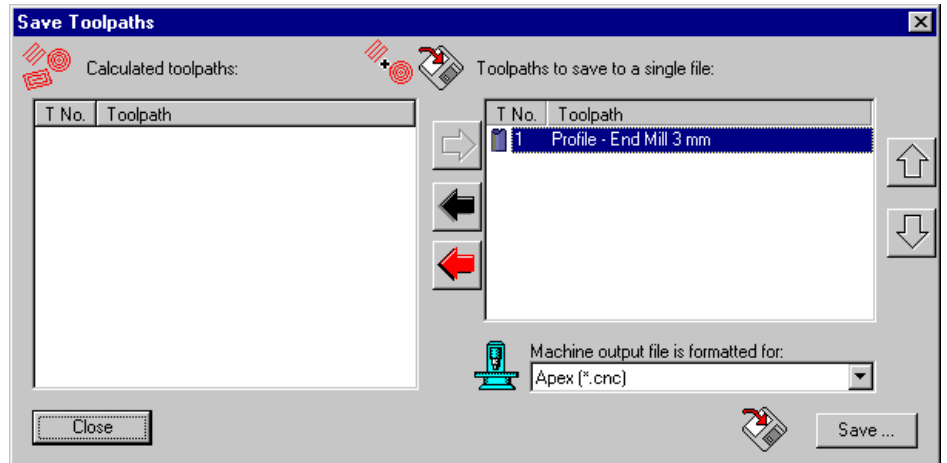 Save Toolpaths
Calculated toolpaths:
Toolpaths to save to a single file:
T No. Toolpath
T No. Toolpath
1 Profile - End Mill 3 mm
Machine output file is formatted for:
Apex (*.cnc)
Close
Save ...